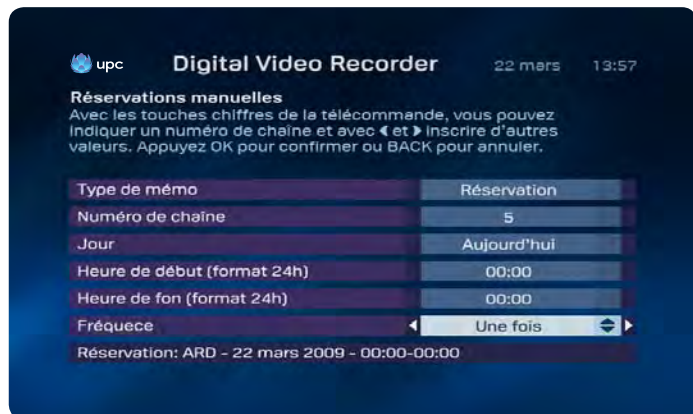 upc Digital Video Recorder 22 mars 13:57
Réservations manuelles
Avec les touches chiffres de la télécommande, vous pouvez
indiquer un numéro de chaîne et avec ◀ et ▶ inscrire d'autres
valeurs. Appuyez OK pour confirmer ou BACK pour annuler.
Type de mémo Réservation
Numéro de chaîne 5
Jour Aujourd'hui
Heure de début (format 24h) 00:00
Heure de fon (format 24h) 00:00
Fréquece Une fois
Réservation: ARD - 22 mars 2009 - 00:00-00:00